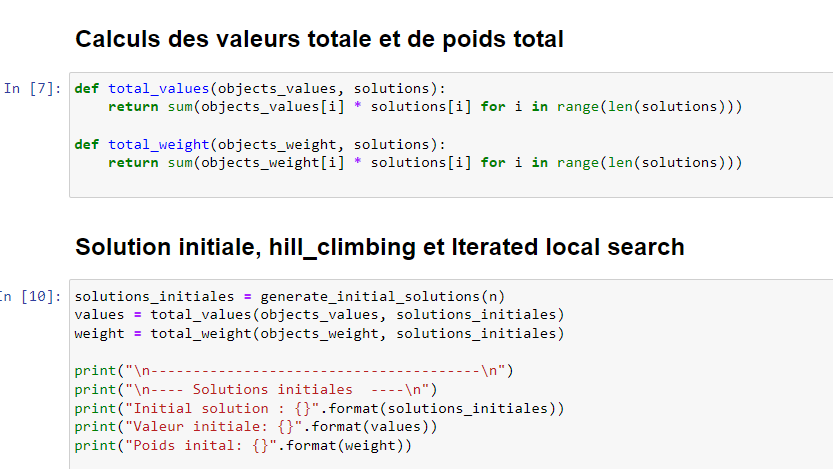 Calculs des valeurs totale et de poids total
In [7]: def total_values(objects_values, solutions):
    return sum(objects_values[i] * solutions[i] for i in range(len(solutions)))
def total_weight(objects_weight, solutions):
    return sum(objects_weight[i] * solutions[i] for i in range(len(solutions)))
Solution initiale, hill_climbing et Iterated local search
In [10]: solutions_initiales = generate_initial_solutions(n)
values = total_values(objects_values, solutions_initiales)
weight = total_weight(objects_weight, solutions_initiales)
print("\n----------------------------------------\n")
print("\n---- Solutions initiales  ----\n")
print("Initial solution : {}".format(solutions_initiales))
print("Valeur initiale: {}".format(values))
print("Poids inital: {}".format(weight))